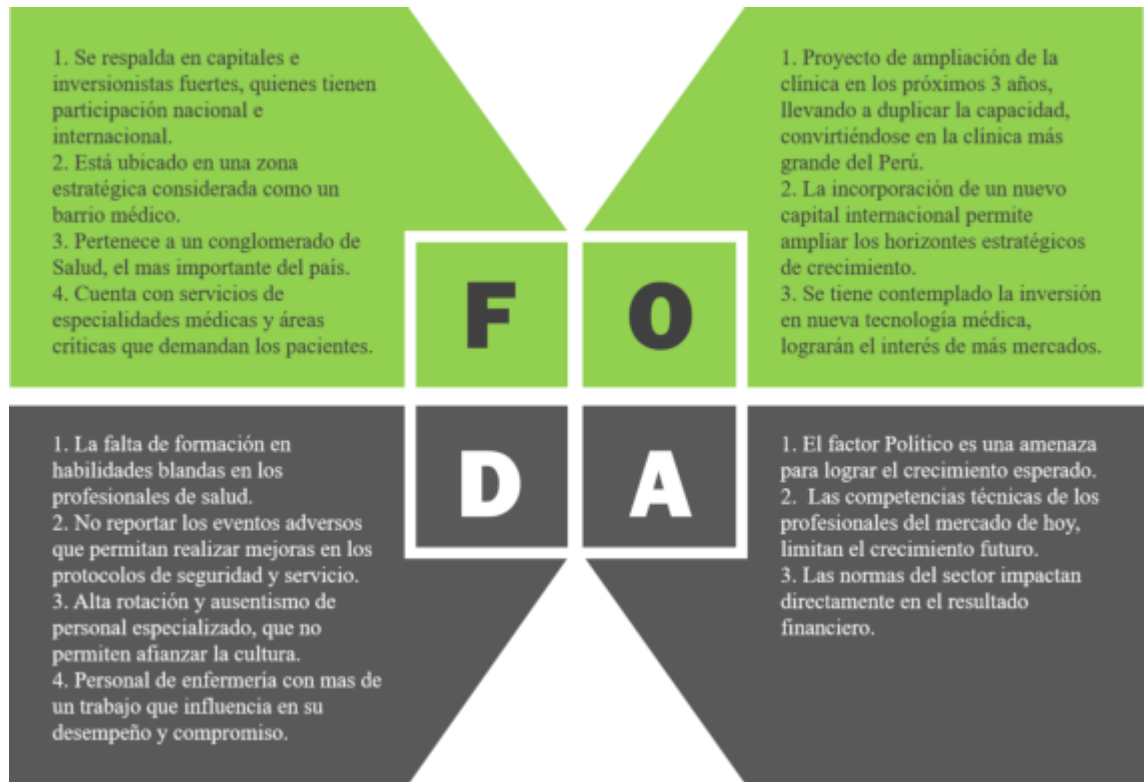 1. Se respalda en capitales e
inversionistas fuertes, quienes tienen
participación nacional e
internacional.
2. Está ubicado en una zona
estratégica considerada como un
barrio médico.
3. Pertenece a un conglomerado de
Salud, el mas importante del país.
4. Cuenta con servicios de
especialidades médicas y áreas
críticas que demandan los pacientes.
F
O
1. Proyecto de ampliación de la
clínica en los próximos 3 años,
llevando a duplicar la capacidad,
convirtiéndose en la clínica más
grande del Perú.
2. La incorporación de un nuevo
capital internacional permite
ampliar los horizontes estratégicos
de crecimiento.
3. Se tiene contemplado la inversión
en nueva tecnología médica,
lograrán el interés de más mercados.
1. La falta de formación en
habilidades blandas en los
profesionales de salud.
2. No reportar los eventos adversos
que permitan realizar mejoras en los
protocolos de seguridad y servicio.
3. Alta rotación y ausentismo de
personal especializado, que no
permiten afianzar la cultura.
4. Personal de enfermería con mas de
un trabajo que influencia en su
desempeño y compromiso.
D
A
1. El factor Político es una amenaza
para lograr el crecimiento esperado.
2. Las competencias técnicas de los
profesionales del mercado de hoy,
limitan el crecimiento futuro.
3. Las normas del sector impactan
directamente en el resultado
financiero.